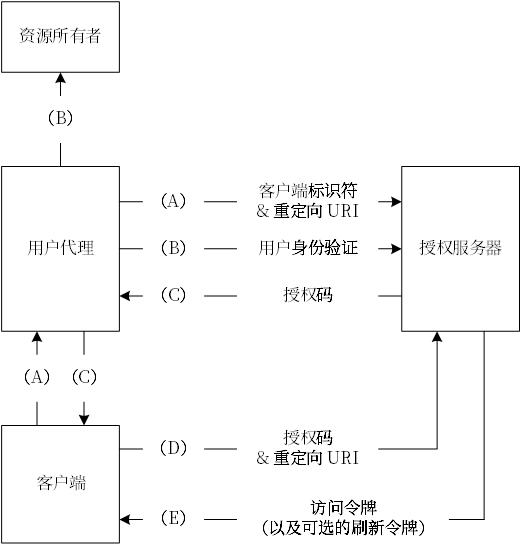 资源所有者
（B）
（A）
客户端标识符
& 重定向 URI
用户代理
（B）
用户身份验证
授权服务器
（C）
授权码
（A）
（C）
客户端
（D）
授权码
& 重定向 URI
（E）
访问令牌
（以及可选的刷新令牌）